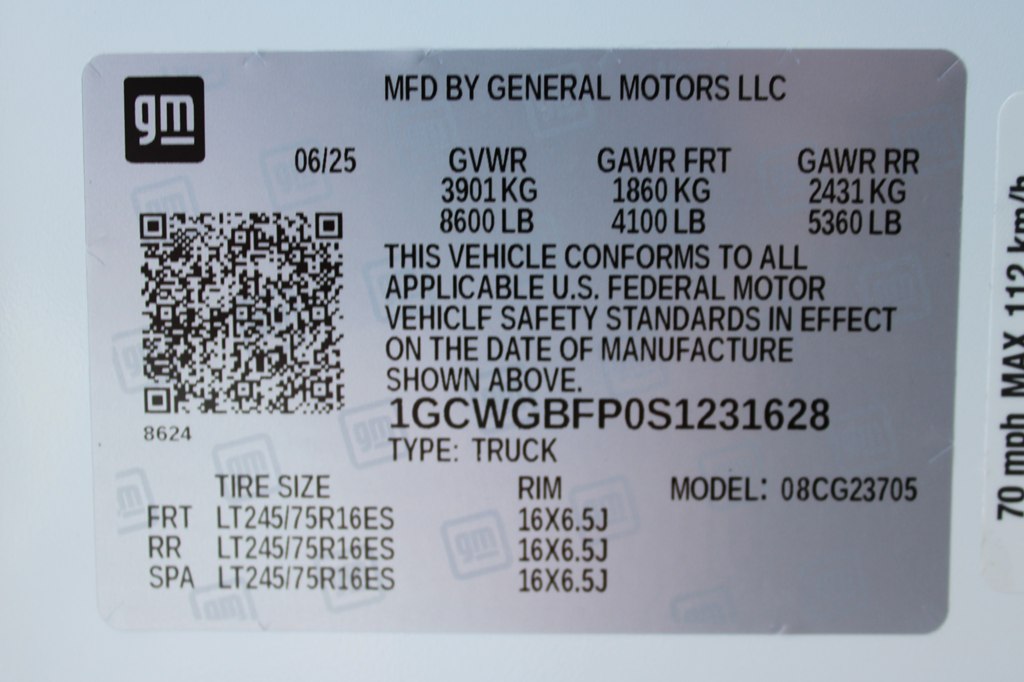 gm
MFD BY GENERAL MOTORS LLC
06/25 GVWR GAWR FRT GAWR RR
3901 KG 1860 KG 2431 KG
8600 LB 4100 LB 5360 LB
THIS VEHICLE CONFORMS TO ALL
APPLICABLE U.S. FEDERAL MOTOR
VEHICLE SAFETY STANDARDS IN EFFECT
ON THE DATE OF MANUFACTURE
SHOWN ABOVE.
1GCWGBFP0S1231628
8624
TYPE: TRUCK
TIRE SIZE RIM MODEL: 08CG23705
FRT LT245/75R16ES 16X6.5J
RR LT245/75R16ES 16X6.5J
SPA LT245/75R16ES 16X6.5J
70 mph MAX 112 km/h